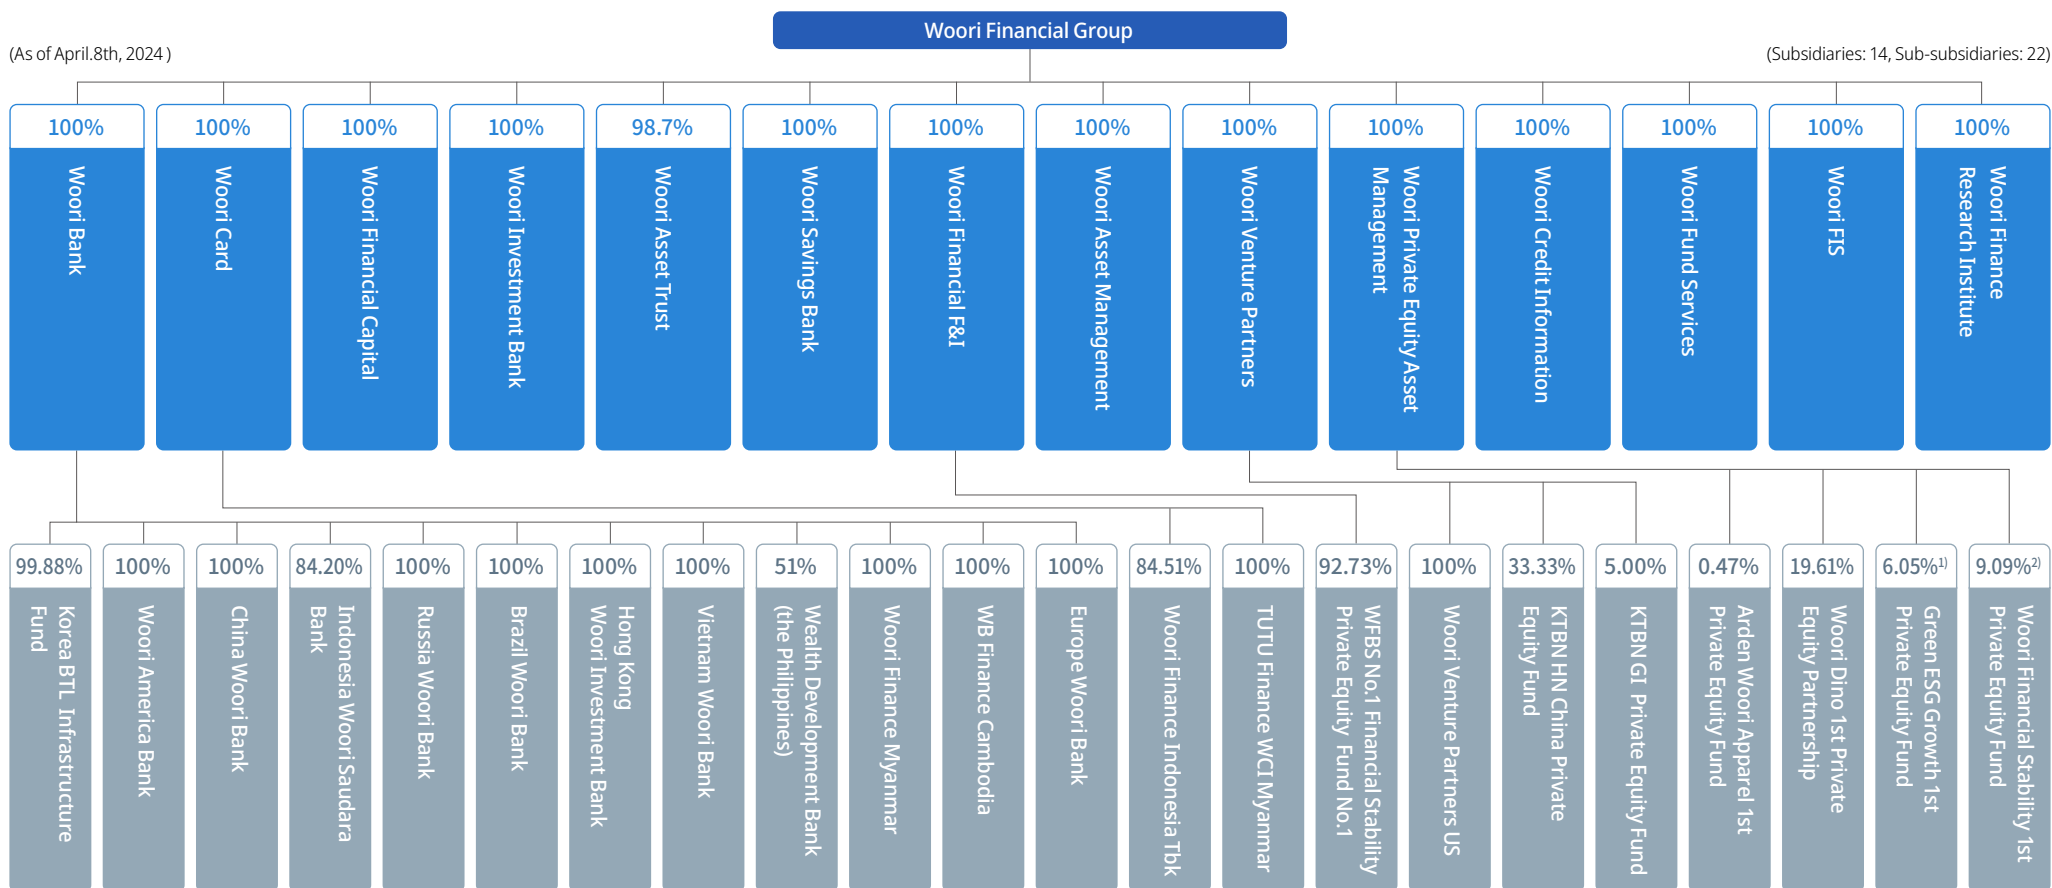 Woori Financial Group
(As of April.8th, 2024 )
(Subsidiaries: 14, Sub-subsidiaries: 22)
100%
Woori Bank
100%
Woori Card
100%
Woori Financial Capital
100%
Woori Investment Bank
98.7%
Woori Asset Trust
100%
Woori Savings Bank
100%
Woori Financial F&I
100%
Woori Asset Management
100%
Woori Venture Partners
100%
Woori Private Equity Asset
Management
100%
Woori Credit Information
100%
Woori Fund Services
100%
Woori FIS
100%
Woori Finance
Research Institute
99.88%
Korea BTL Infrastructure
Fund
100%
Woori America Bank
100%
China Woori Bank
84.20%
Indonesia Woori Saudara
Bank
100%
Russia Woori Bank
100%
Brazil Woori Bank
100%
Hong Kong
Woori Investment Bank
100%
Vietnam Woori Bank
51%
Wealth Development Bank
(the Philippines)
100%
Woori Finance Myanmar
100%
WB Finance Cambodia
100%
Europe Woori Bank
84.51%
Woori Finance Indonesia Tbk
100%
TUTU Finance WCI Myanmar
92.73%
WFBS No.1 Financial Stability
Private Equity Fund No.1
100%
Woori Venture Partners US
33.33%
KTBN HN China Private
Equity Fund
5.00%
KTBN GI Private Equity Fund
0.47%
Arden Woori Apparel 1st
Private Equity Fund
19.61%
Woori Dino 1st Private
Equity Partnership
6.05%1)
Green ESG Growth 1st
Private Equity Fund
9.09%2)
Woori Financial Stability 1st
Private Equity Fund